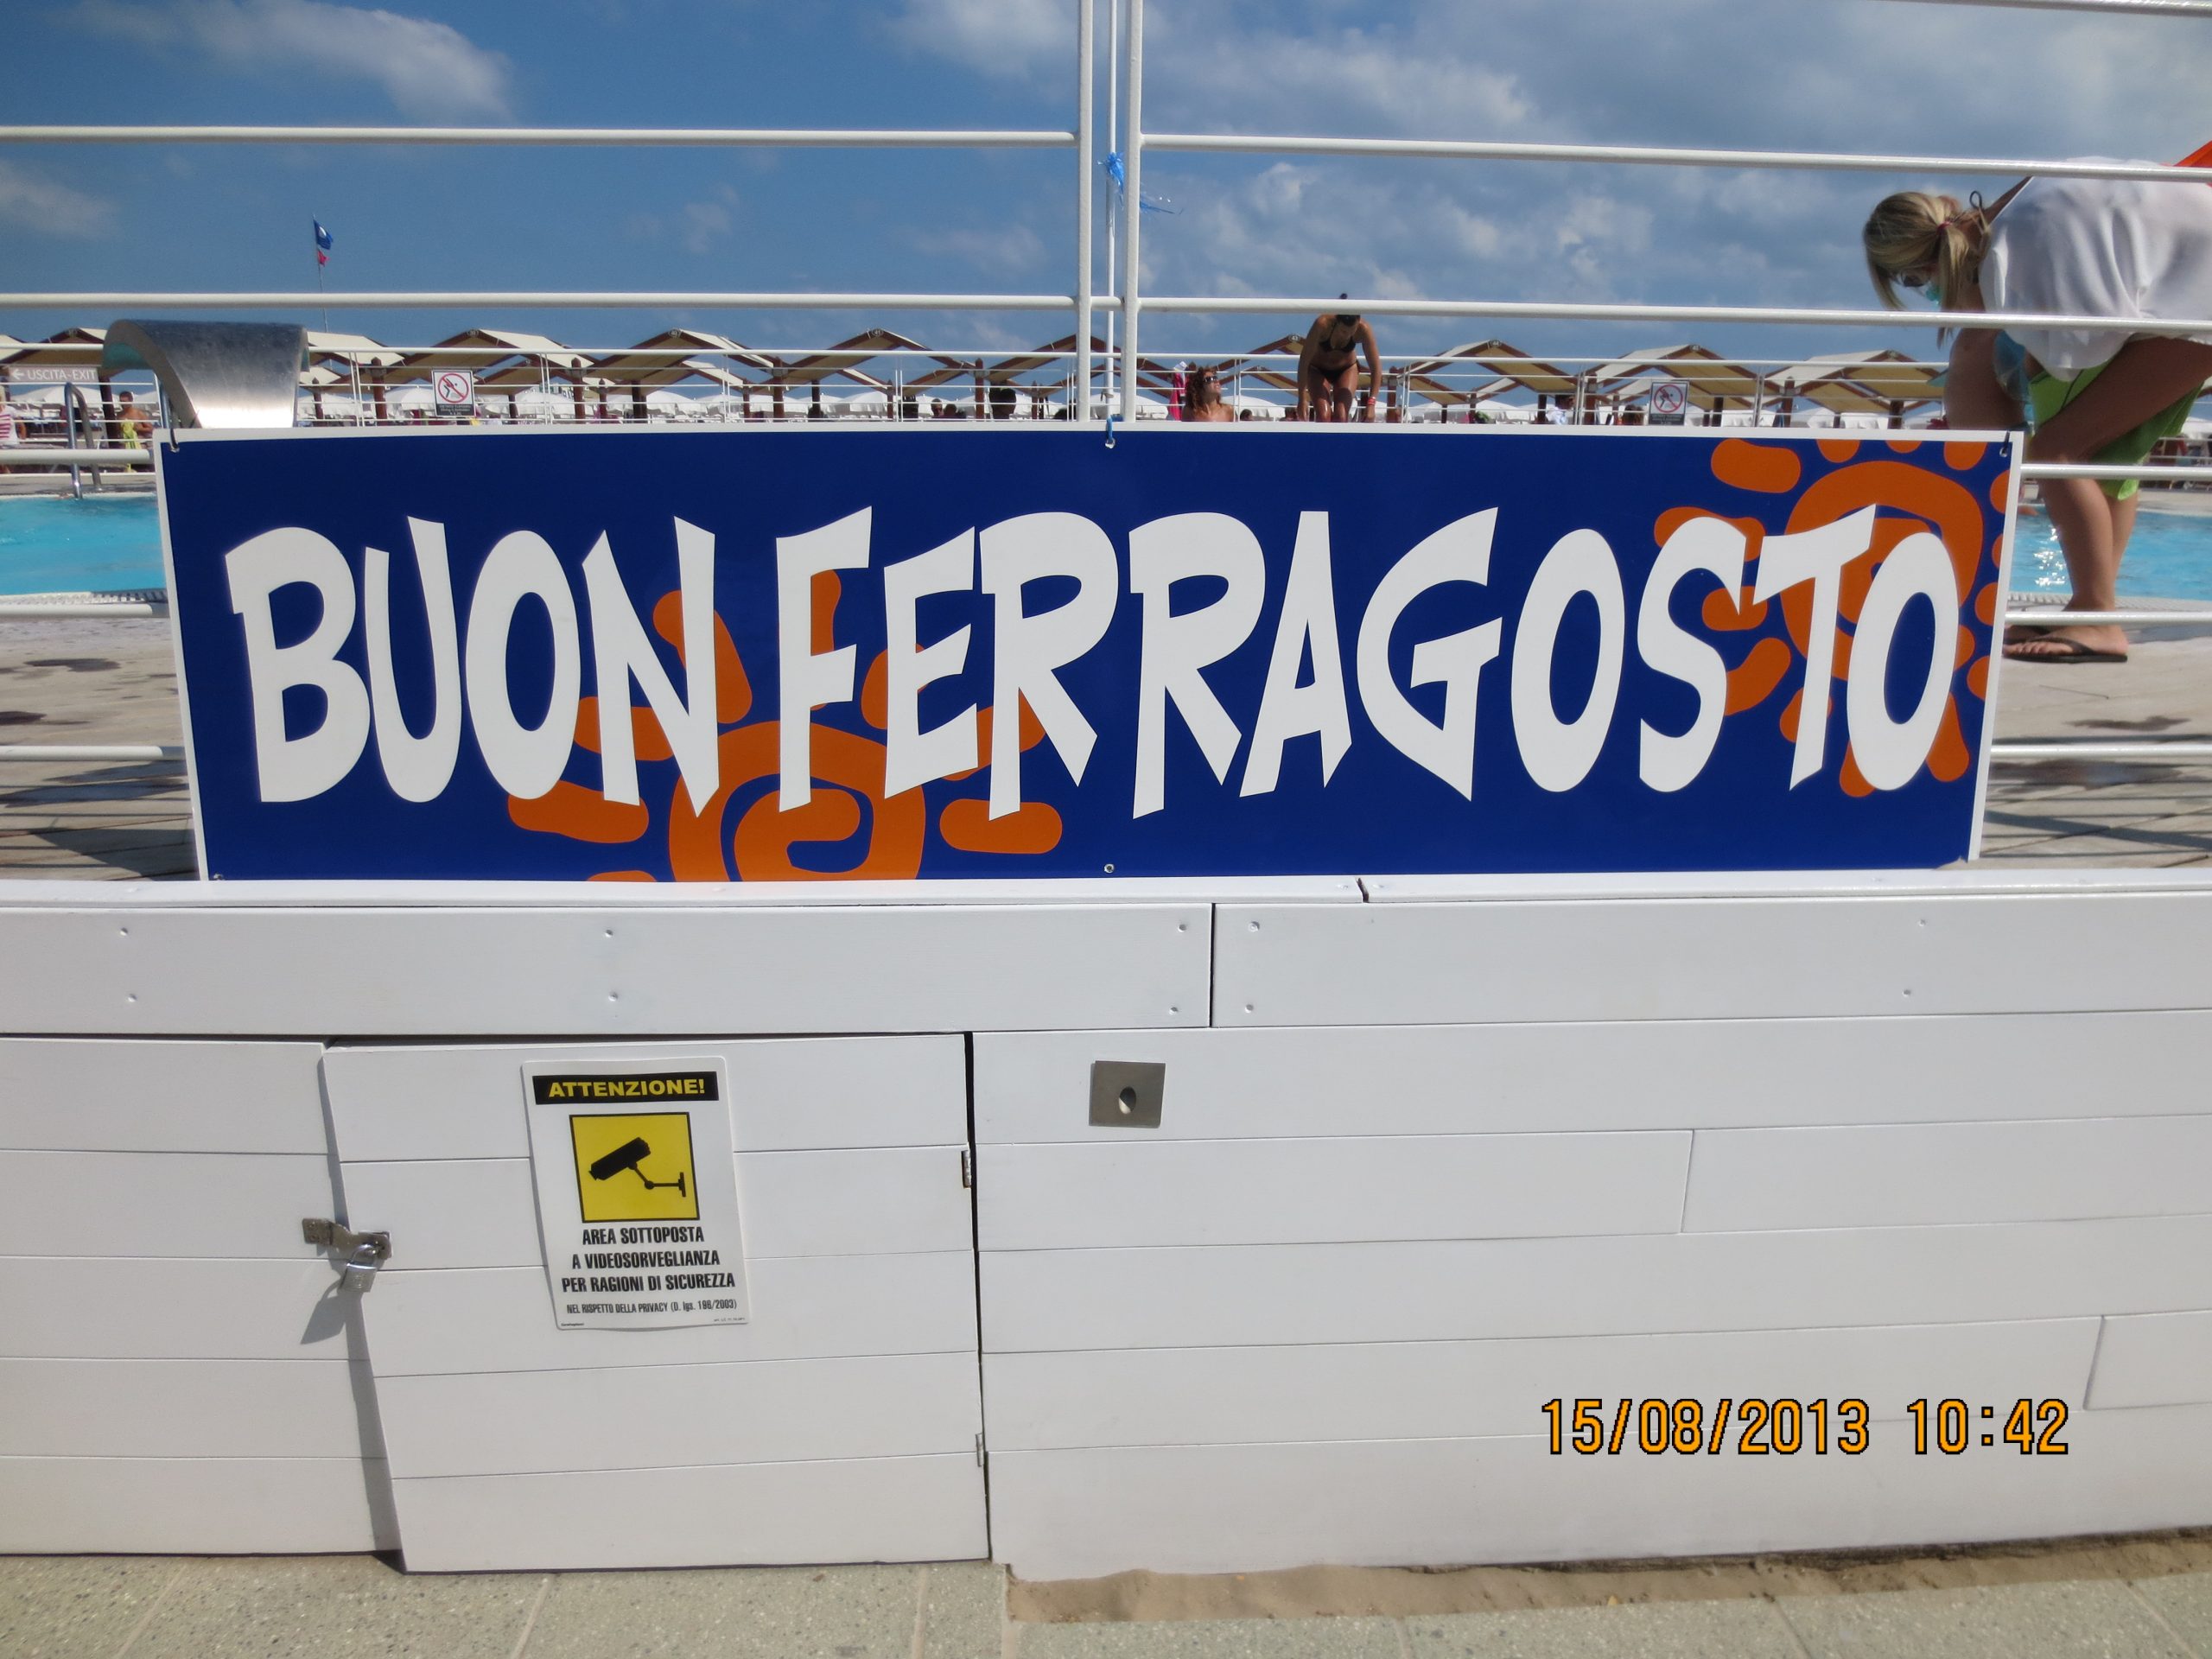 ← USCITA-EXIT
BUON FERRAGOSTO
ATTENZIONE!
AREA SOTTOPOSTA
A VIDEOSORVEGLIANZA
PER RAGIONI DI SICUREZZA
NEL RISPETTO DELLA PRIVACY (D. lgs. 196/2003)
15/08/2013 10:42